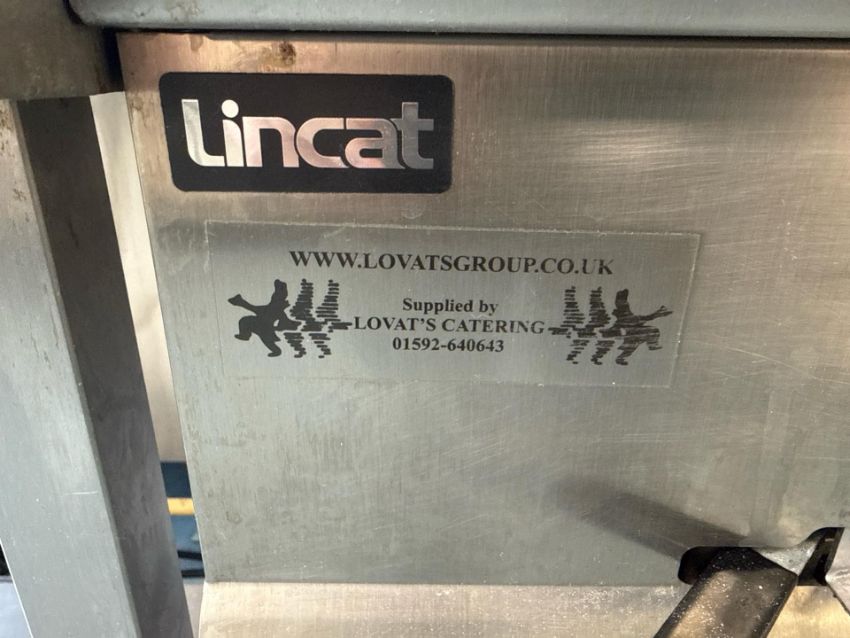 Lincat
WWW.LOVATSGROUP.CO.UK
Supplied by
LOVAT'S CATERING
01592-640643